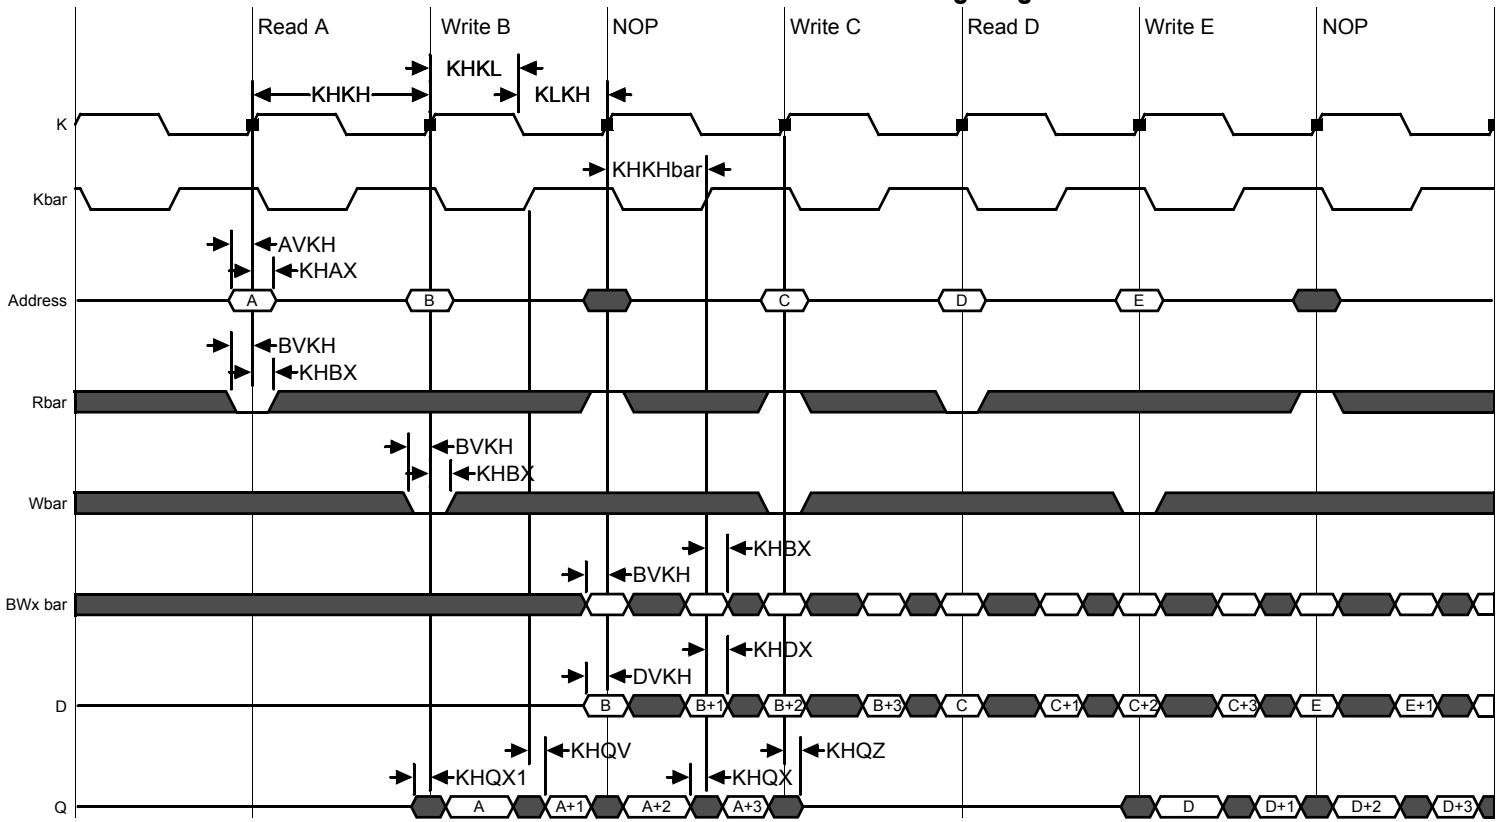 Read A Write B NOP Write C Read D Write E NOP
KHKL
KHKH KLKH
K
KHKHbar
Kbar
AVKH
KHAX
Address A B C D E
BVKH
KHBX
Rbar
BVKH
KHBX
Wbar
KHBX
BVKH
BWx bar
KHDX
DVKH
D B B+1 B+2 B+3 C C+1 C+2 C+3 E E+1
KHQV KHQZ
KHQX1 KHQX
Q A A+1 A+2 A+3 D D+1 D+2 D+3